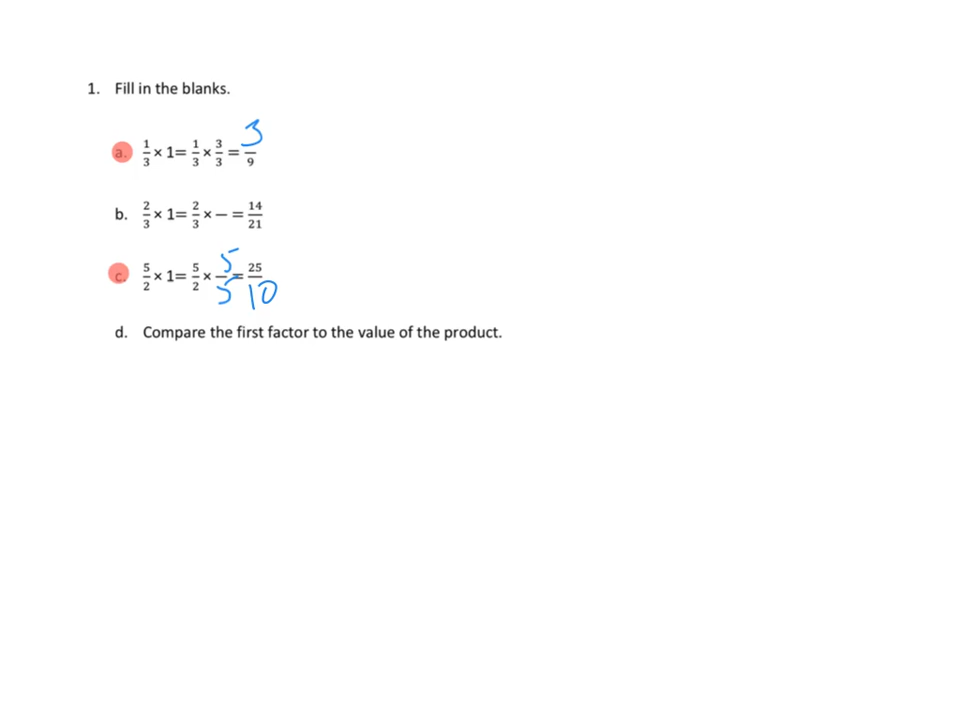 1. Fill in the blanks.
a. 1/3 × 1 = 1/3 × 3/3 = 3/9
b. 2/3 × 1 = 2/3 × — = 14/21
c. 5/2 × 1 = 5/2 × 5/5 = 25/10
d. Compare the first factor to the value of the product.